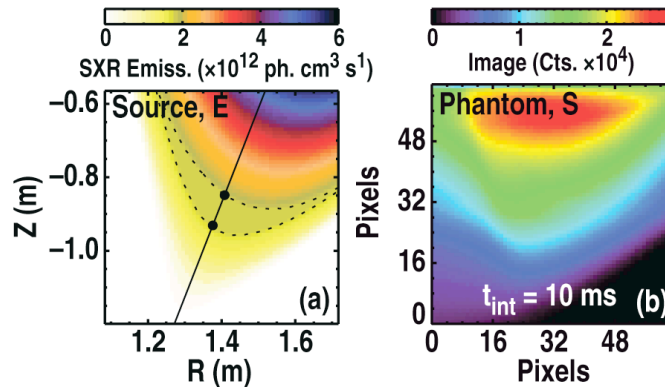 0 2 4 6
SXR Emiss. (×10¹² ph. cm³ s¹)
0 1 2
Image (Cts. ×10⁴)
Source, E
Phantom, S
−0.6
−0.8
−1.0
Z (m)
(a)
1.2 1.4 1.6
R (m)
48
32
16
0
Pixels
t_int = 10 ms
(b)
0 16 32 48
Pixels